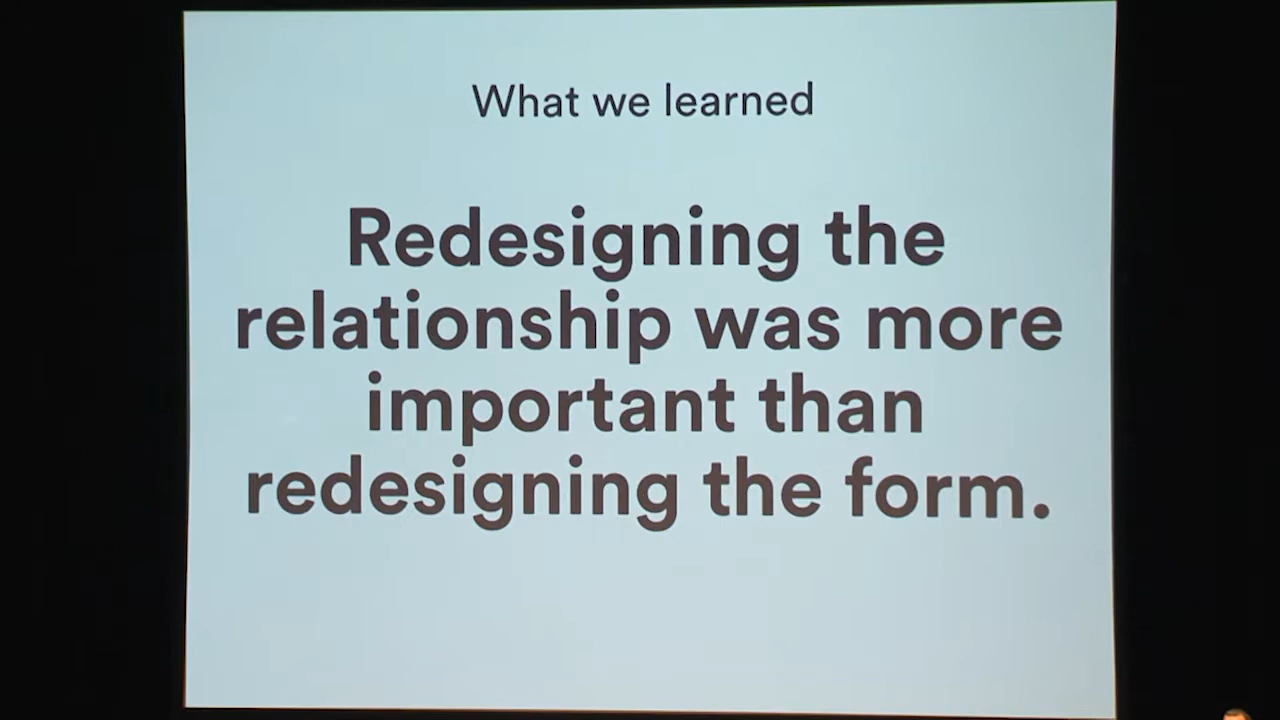 What we learned
Redesigning the
relationship was more
important than
redesigning the form.